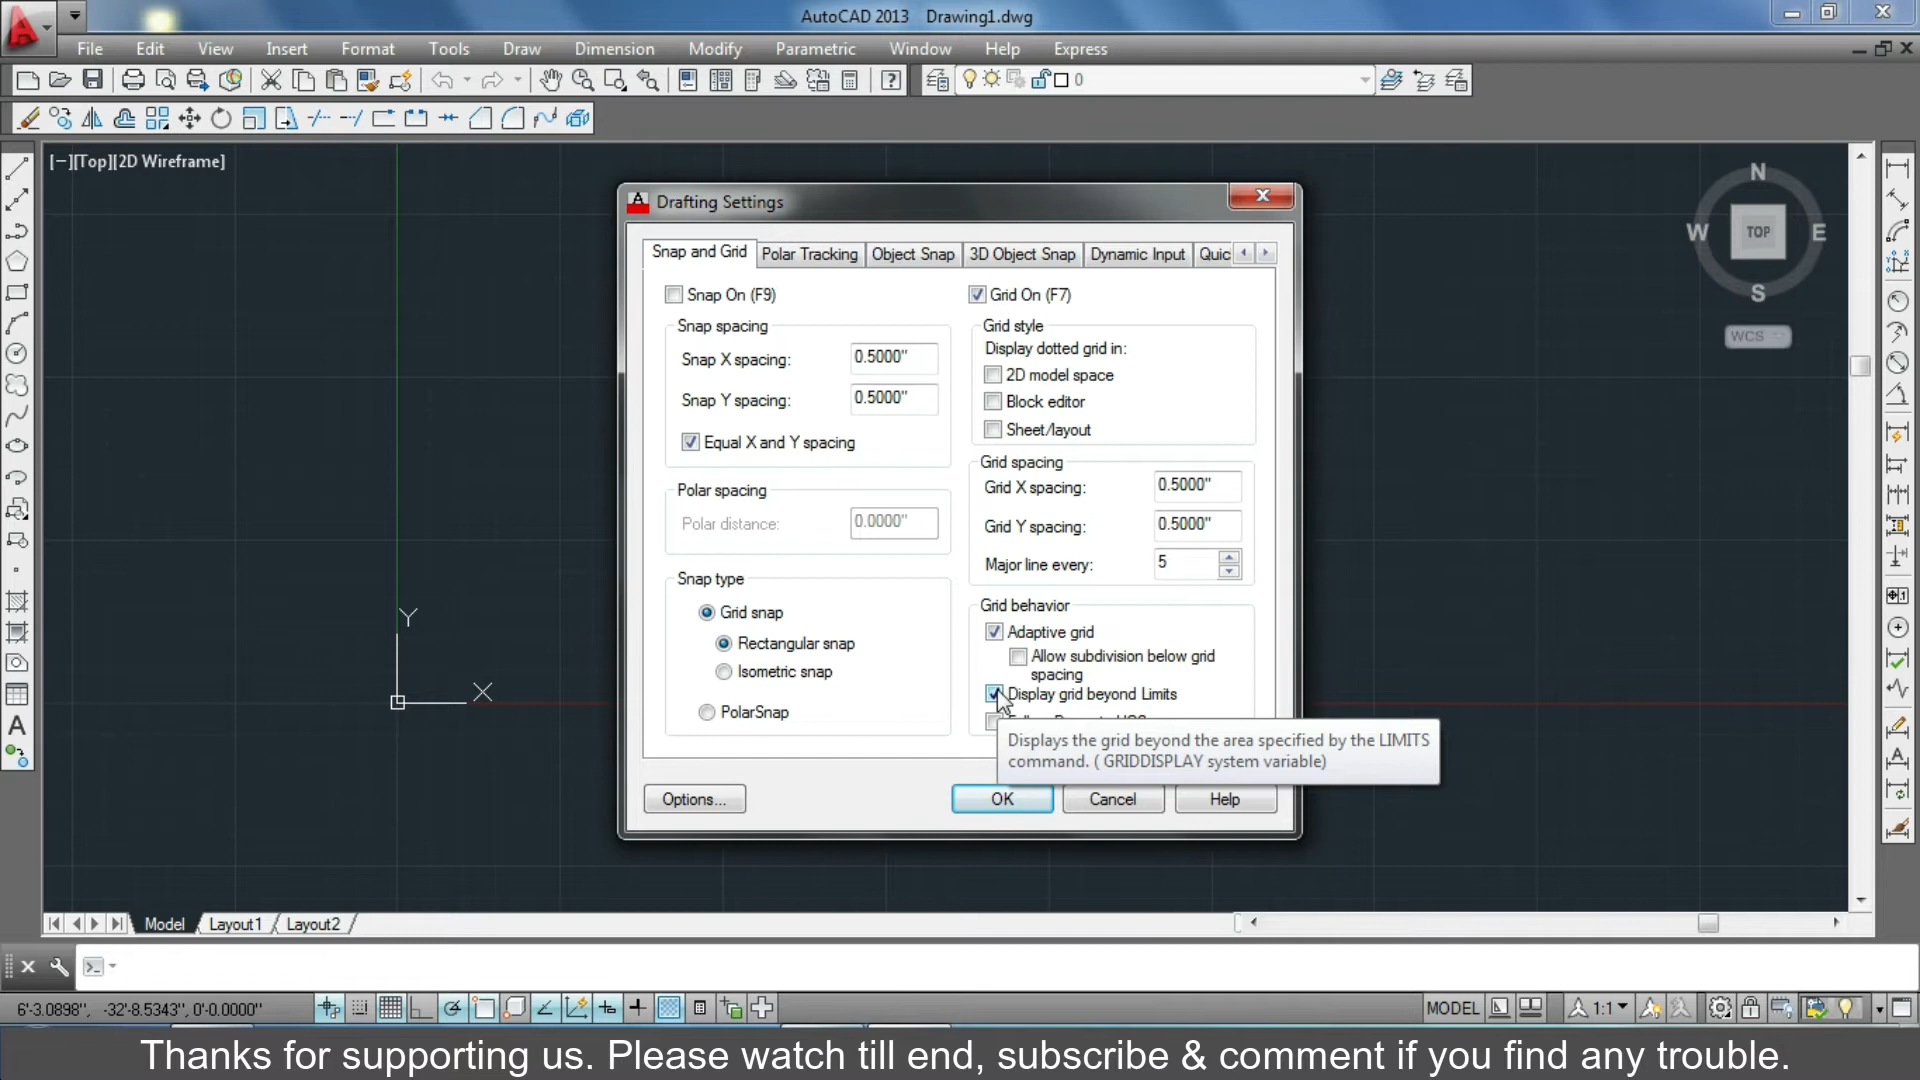 AutoCAD 2013 Drawing1.dwg
File Edit View Insert Format Tools Draw Dimension Modify Parametric Window Help Express
0
[−][Top][2D Wireframe]
N
W TOP E
S
WCS
Drafting Settings
Snap and Grid Polar Tracking Object Snap 3D Object Snap Dynamic Input Quic
Snap On (F9)
Grid On (F7)
Snap spacing
Snap X spacing: 0.5000"
Snap Y spacing: 0.5000"
Equal X and Y spacing
Grid style
Display dotted grid in:
2D model space
Block editor
Sheet/layout
Polar spacing
Polar distance: 0.0000"
Grid spacing
Grid X spacing: 0.5000"
Grid Y spacing: 0.5000"
Major line every: 5
Snap type
Grid snap
Rectangular snap
Isometric snap
PolarSnap
Grid behavior
Adaptive grid
Allow subdivision below grid
spacing
Display grid beyond Limits
Displays the grid beyond the area specified by the LIMITS
command. ( GRIDDISPLAY system variable)
Options... OK Cancel Help
Y
X
Model Layout1 Layout2
6'-3.0898", -32'-8.5343", 0'-0.0000"
MODEL 1:1
Thanks for supporting us. Please watch till end, subscribe & comment if you find any trouble.